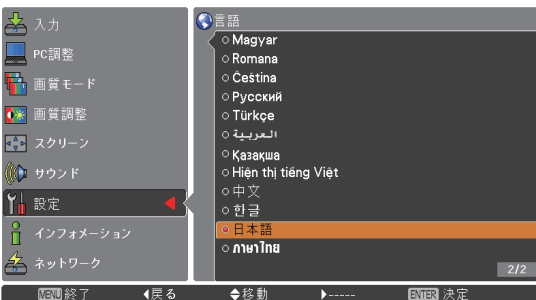 入力
PC調整
画質モード
画質調整
スクリーン
サウンド
設定
インフォメーション
ネットワーク
言語
Magyar
Romana
Čeština
Русский
Türkçe
العربية
Қазақша
Hiện thị tiếng Việt
中文
한글
日本語
ภาษาไทย
2/2
MENU 終了 戻る 移動 ----- ENTER 決定